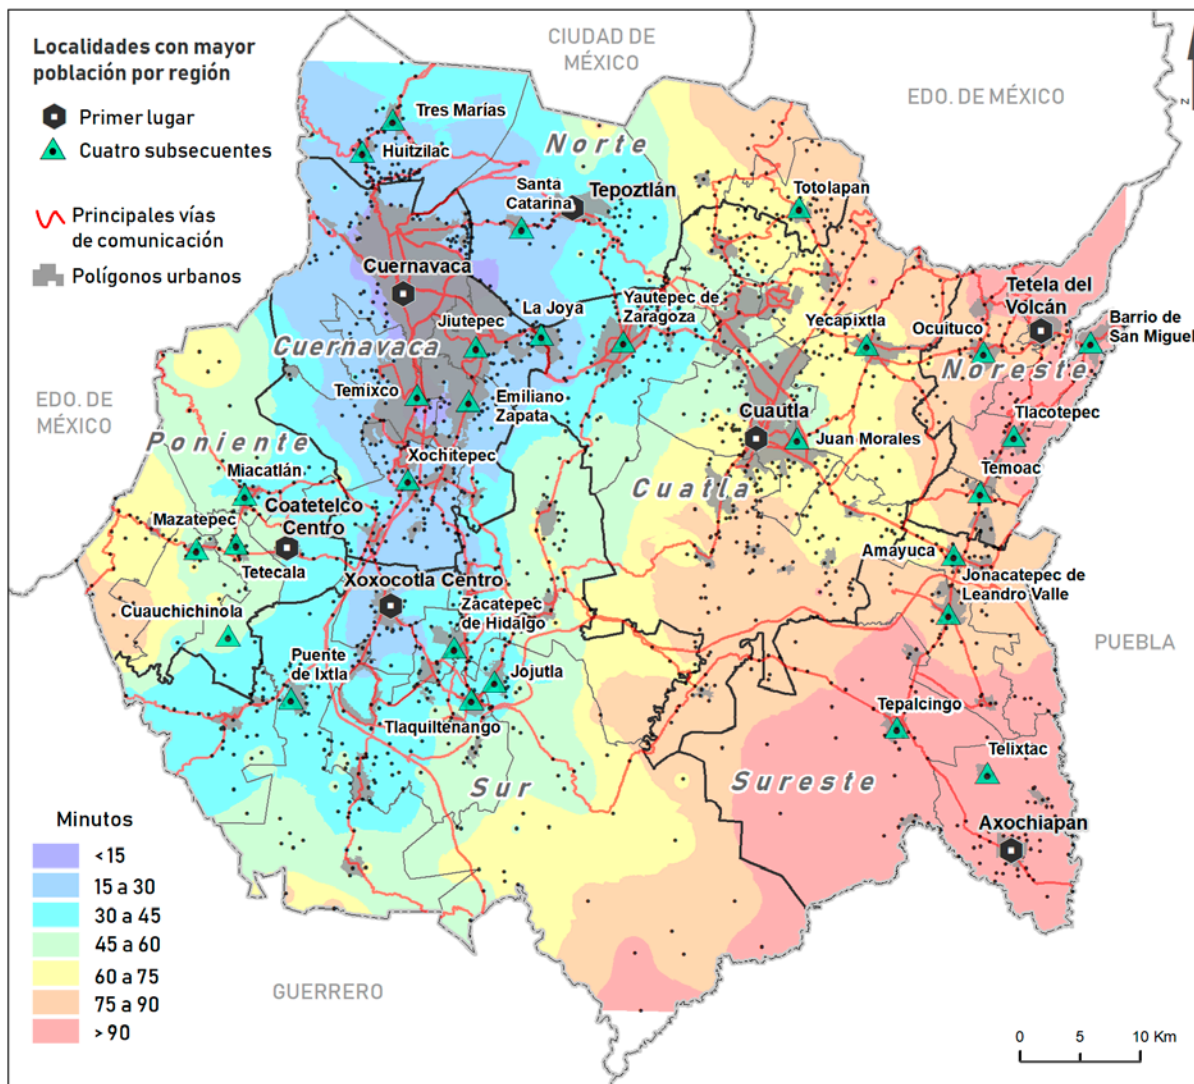 Localidades con mayor
población por región
Primer lugar
Cuatro subsecuentes
Principales vías
de comunicación
Polígonos urbanos
CIUDAD DE
MÉXICO
EDO. DE MÉXICO
Z
Tres Marías
Huitzilac
Norte
Santa
Catarina
Tepoztlán
Totolapan
Cuernavaca
Jiutepec
La Joya
Yautepec de
Zaragoza
Yecapixtla
Ocuituco
Tetela del
Volcán
Barrio de
San Miguel
Cuernavaca
Noreste
Temixco
Emiliano
Zapata
Cuautla
Juan Morales
Tlacotepec
EDO. DE
MÉXICO
Poniente
Xochitepec
Temoac
Miacatlán
Cuatla
Coatetelco
Centro
Mazatepec
Tetecala
Amayuca
Jonacatepec de
Leandro Valle
Xoxocotla Centro
Zacatepec
de Hidalgo
Cuauchichinola
Puente
de Ixtla
Jojutla
Tlaquiltenango
PUEBLA
Tepalcingo
Telixtac
Sur
Sureste
Axochiapan
GUERRERO
Minutos
< 15
15 a 30
30 a 45
45 a 60
60 a 75
75 a 90
> 90
0 5 10 Km